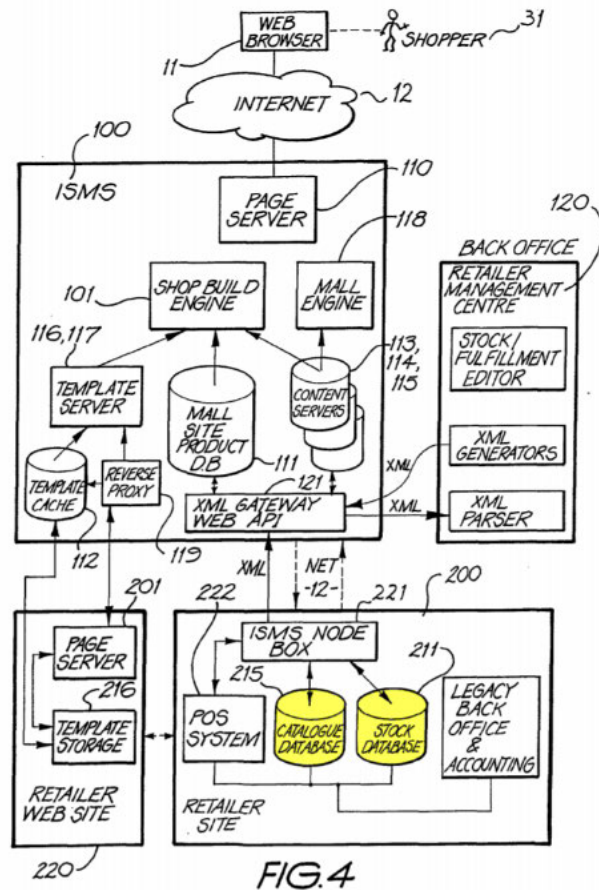 WEB
BROWSER
11
SHOPPER
31
INTERNET
12
100
ISMS
PAGE
SERVER
110
118
120
BACK OFFICE
RETAILER
MANAGEMENT
CENTRE
101
SHOP BUILD
ENGINE
MALL
ENGINE
STOCK/
FULFILLMENT
EDITOR
116, 117
113,
114,
115
TEMPLATE
SERVER
CONTENT
SERVERS
MALL
SITE
PRODUCT
D.B
111
XML
XML
GENERATORS
TEMPLATE
CACHE
REVERSE
PROXY
121
XML GATEWAY
WEB API
XML
XML
PARSER
112
119
XML
NET
-12-
201
222
221
200
PAGE
SERVER
ISMS NODE
BOX
216
215
211
TEMPLATE
STORAGE
POS
SYSTEM
CATALOGUE
DATABASE
STOCK
DATABASE
LEGACY
BACK
OFFICE
&
ACCOUNTING
RETAILER
WEB SITE
RETAILER
SITE
220
FIG.4